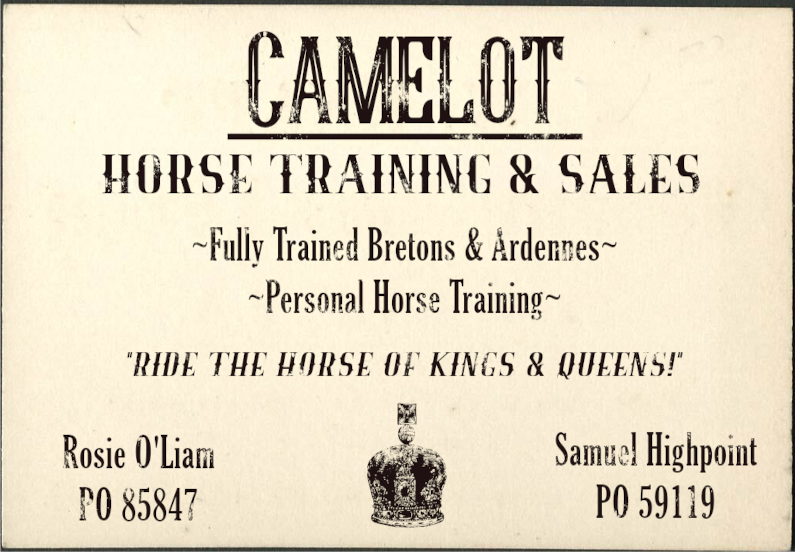 CAMELOT
HORSE TRAINING & SALES
~Fully Trained Bretons & Ardennes~
~Personal Horse Training~
"RIDE THE HORSE OF KINGS & QUEENS!"
Rosie O'Liam
PO 85847
Samuel Highpoint
PO 59119